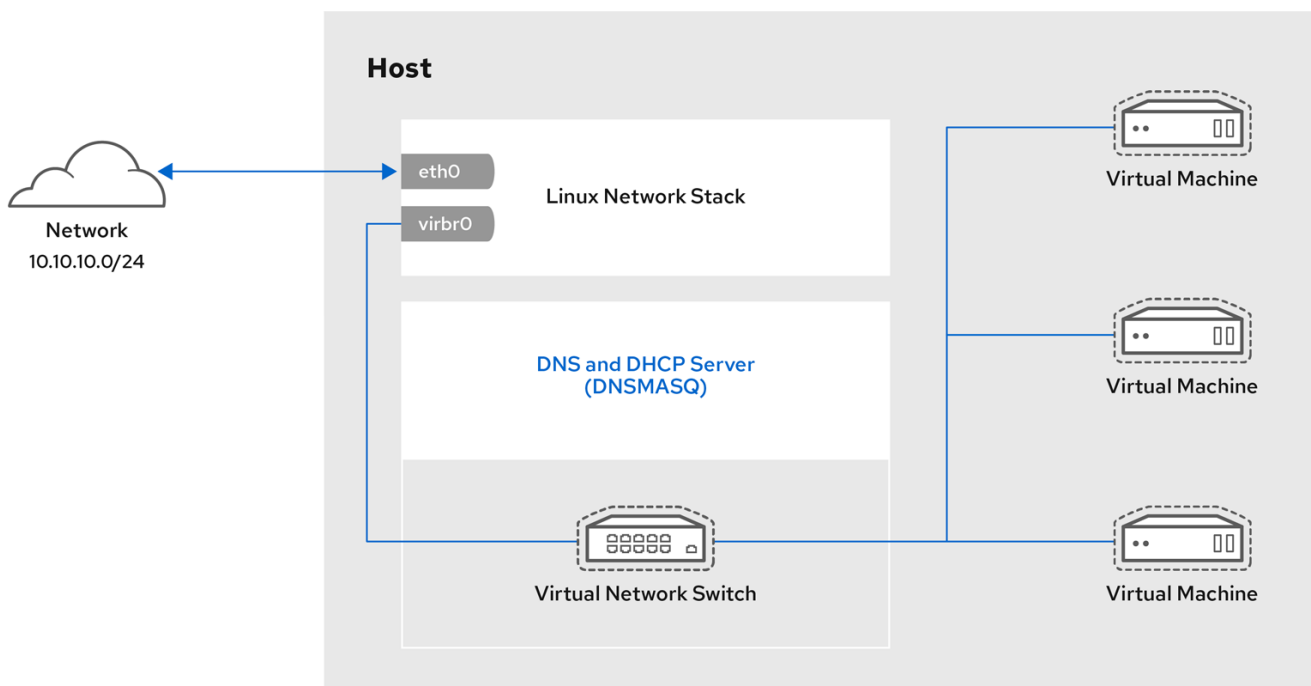 Host
eth0
Linux Network Stack
virbr0
Network
10.10.10.0/24
DNS and DHCP Server
(DNSMASQ)
Virtual Network Switch
Virtual Machine
Virtual Machine
Virtual Machine